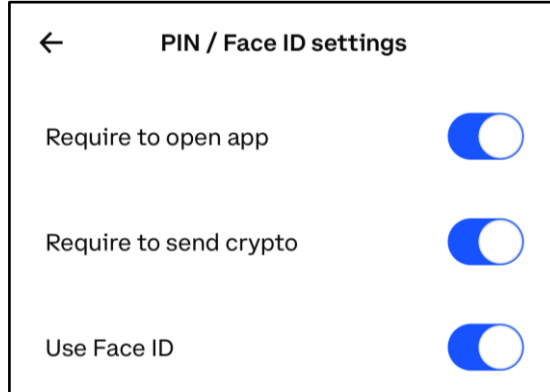 PIN / Face ID settings
Require to open app
Require to send crypto
Use Face ID